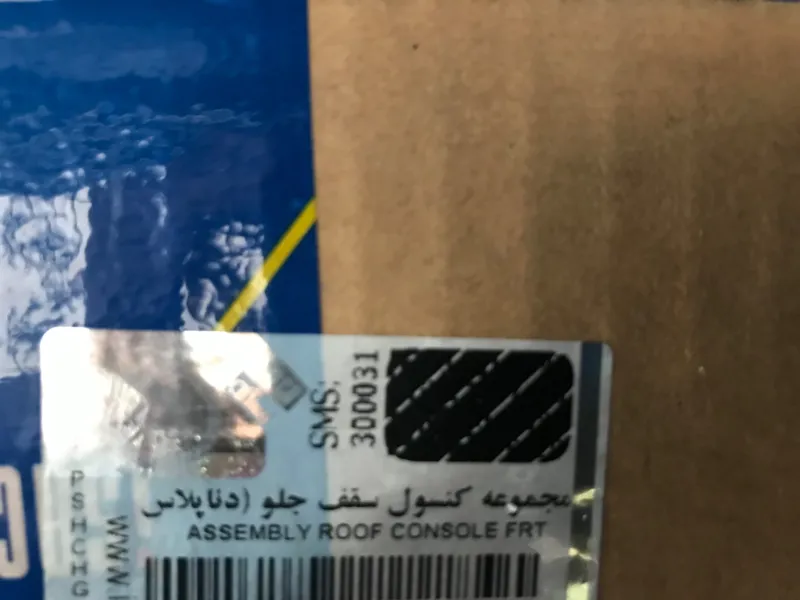 SMS:
300031
مجموعه کنسول سقف جلو (دناپلاس
ASSEMBLY ROOF CONSOLE FRT
PSHCHG
WWW.